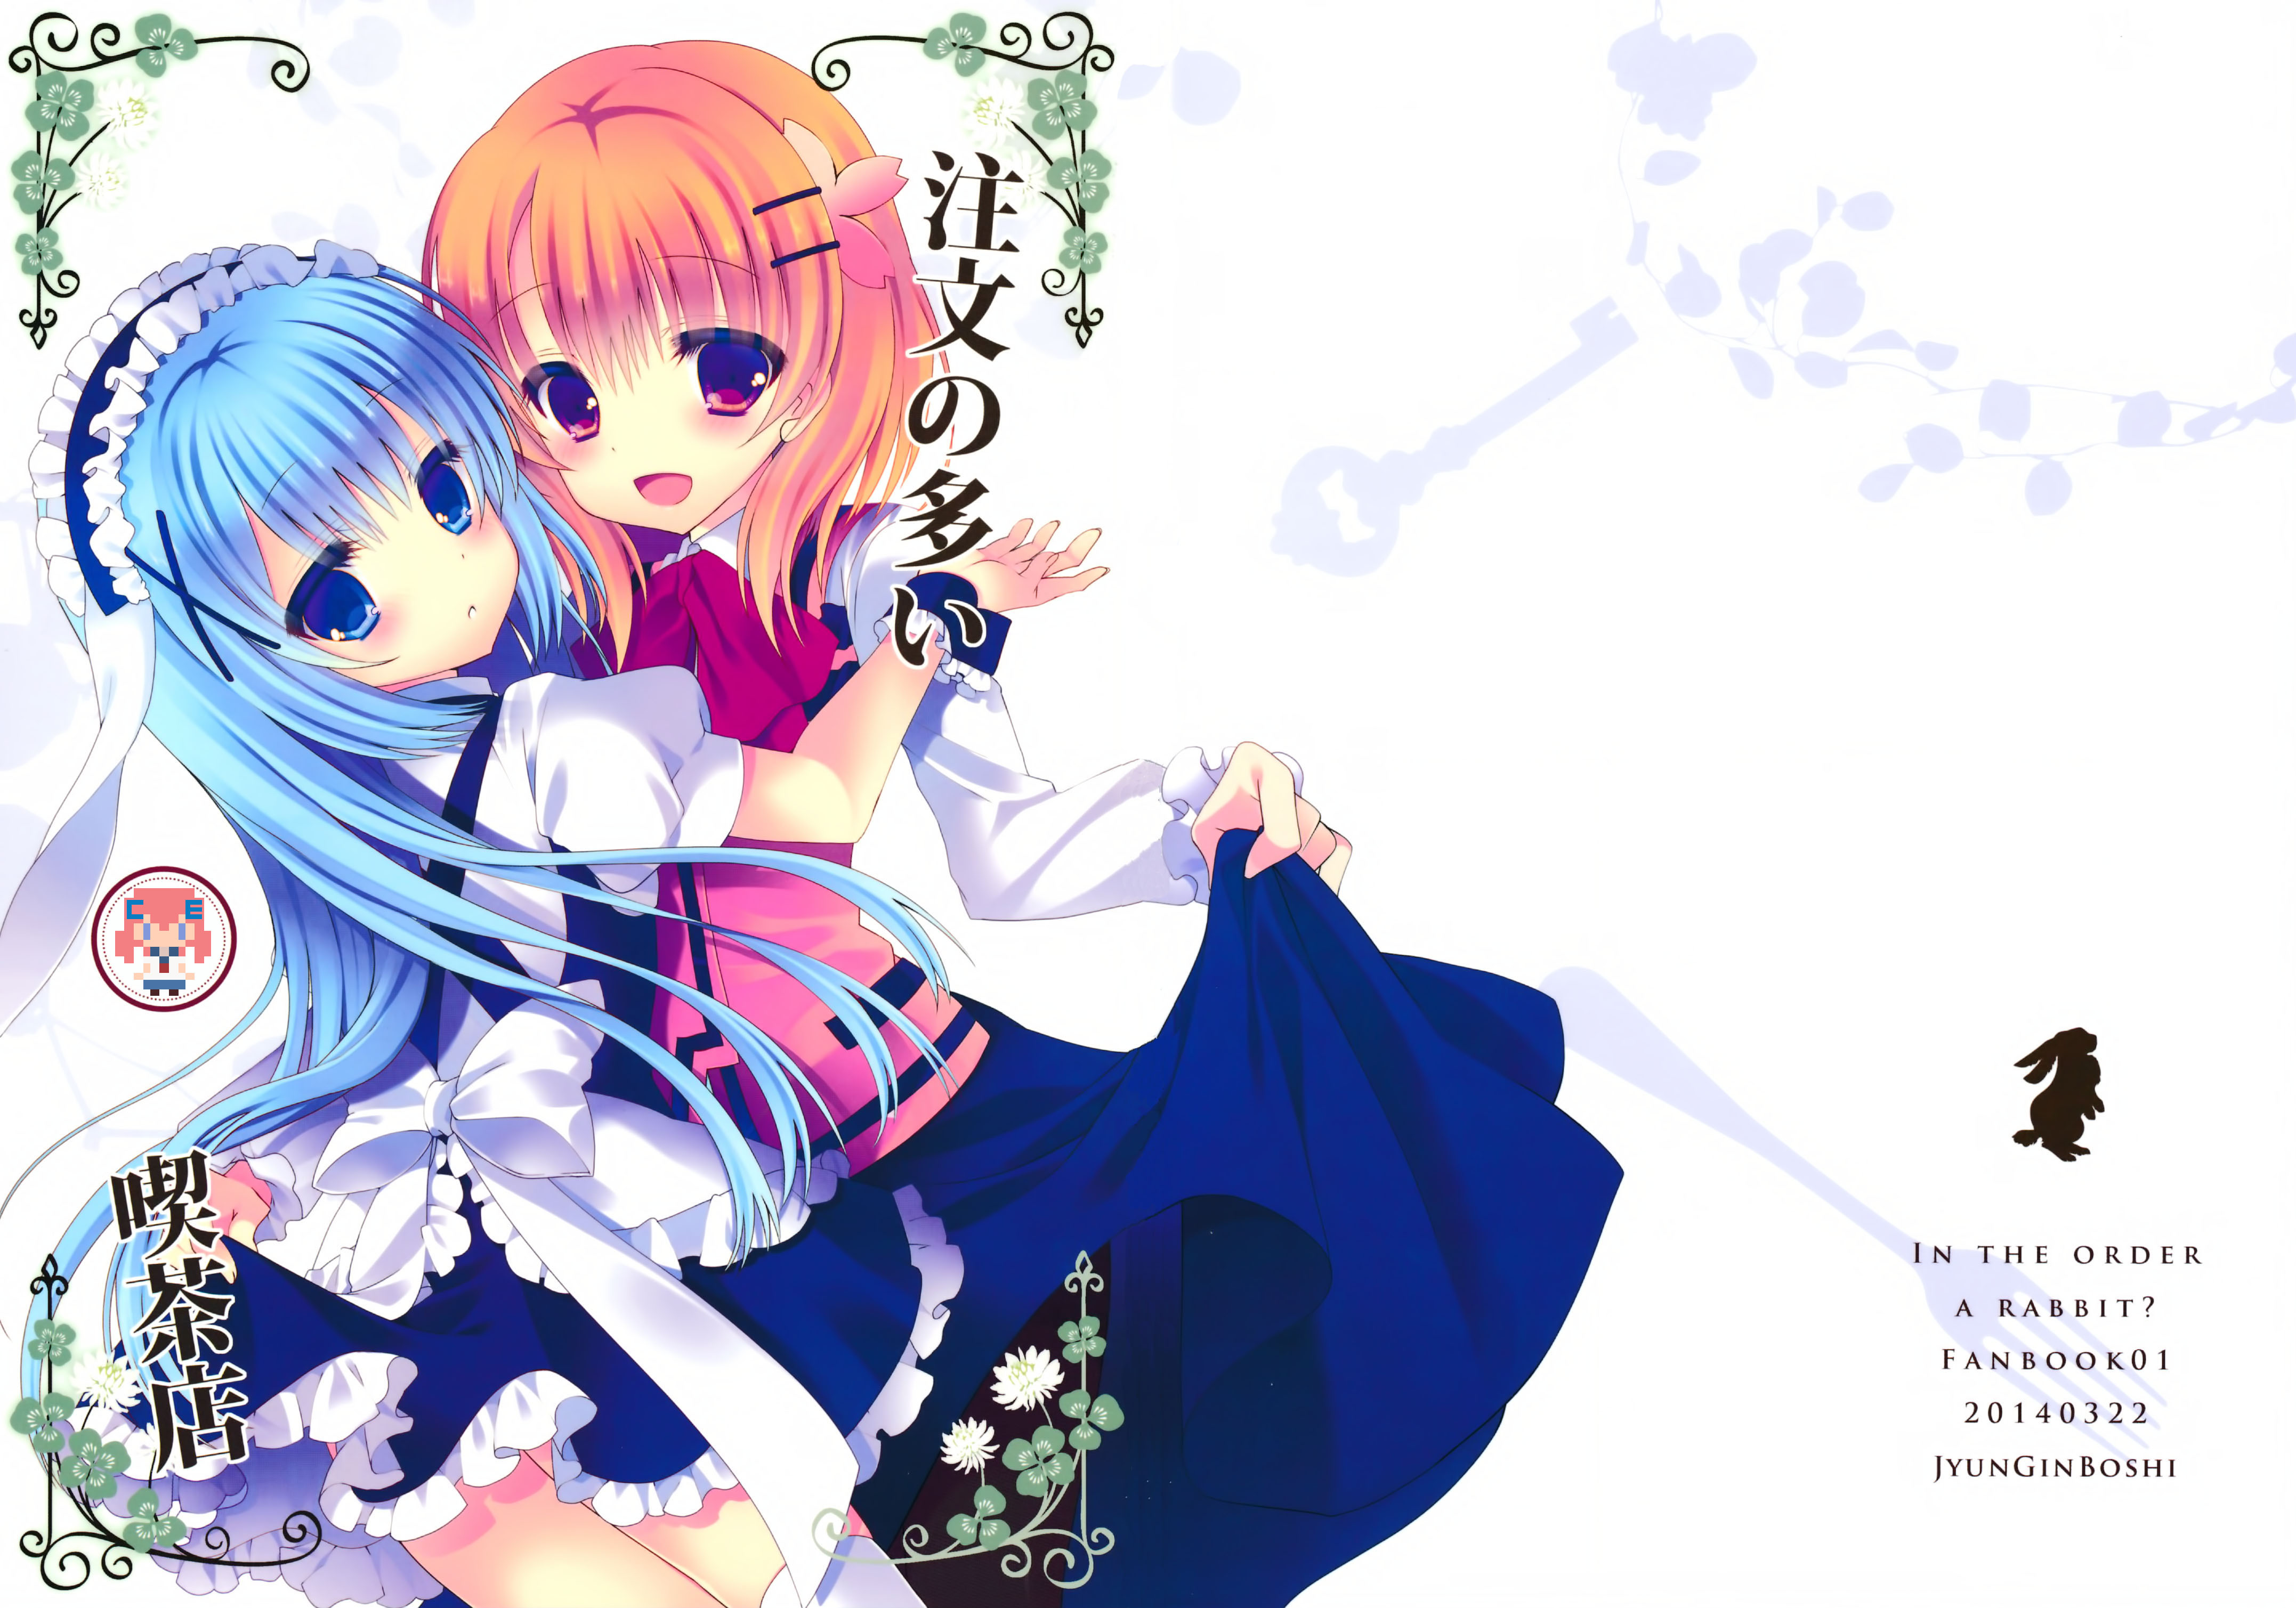 注文の多い
喫茶店
C E
IN THE ORDER
A RABBIT?
FANBOOK01
20140322
JYUNGINBOSHI